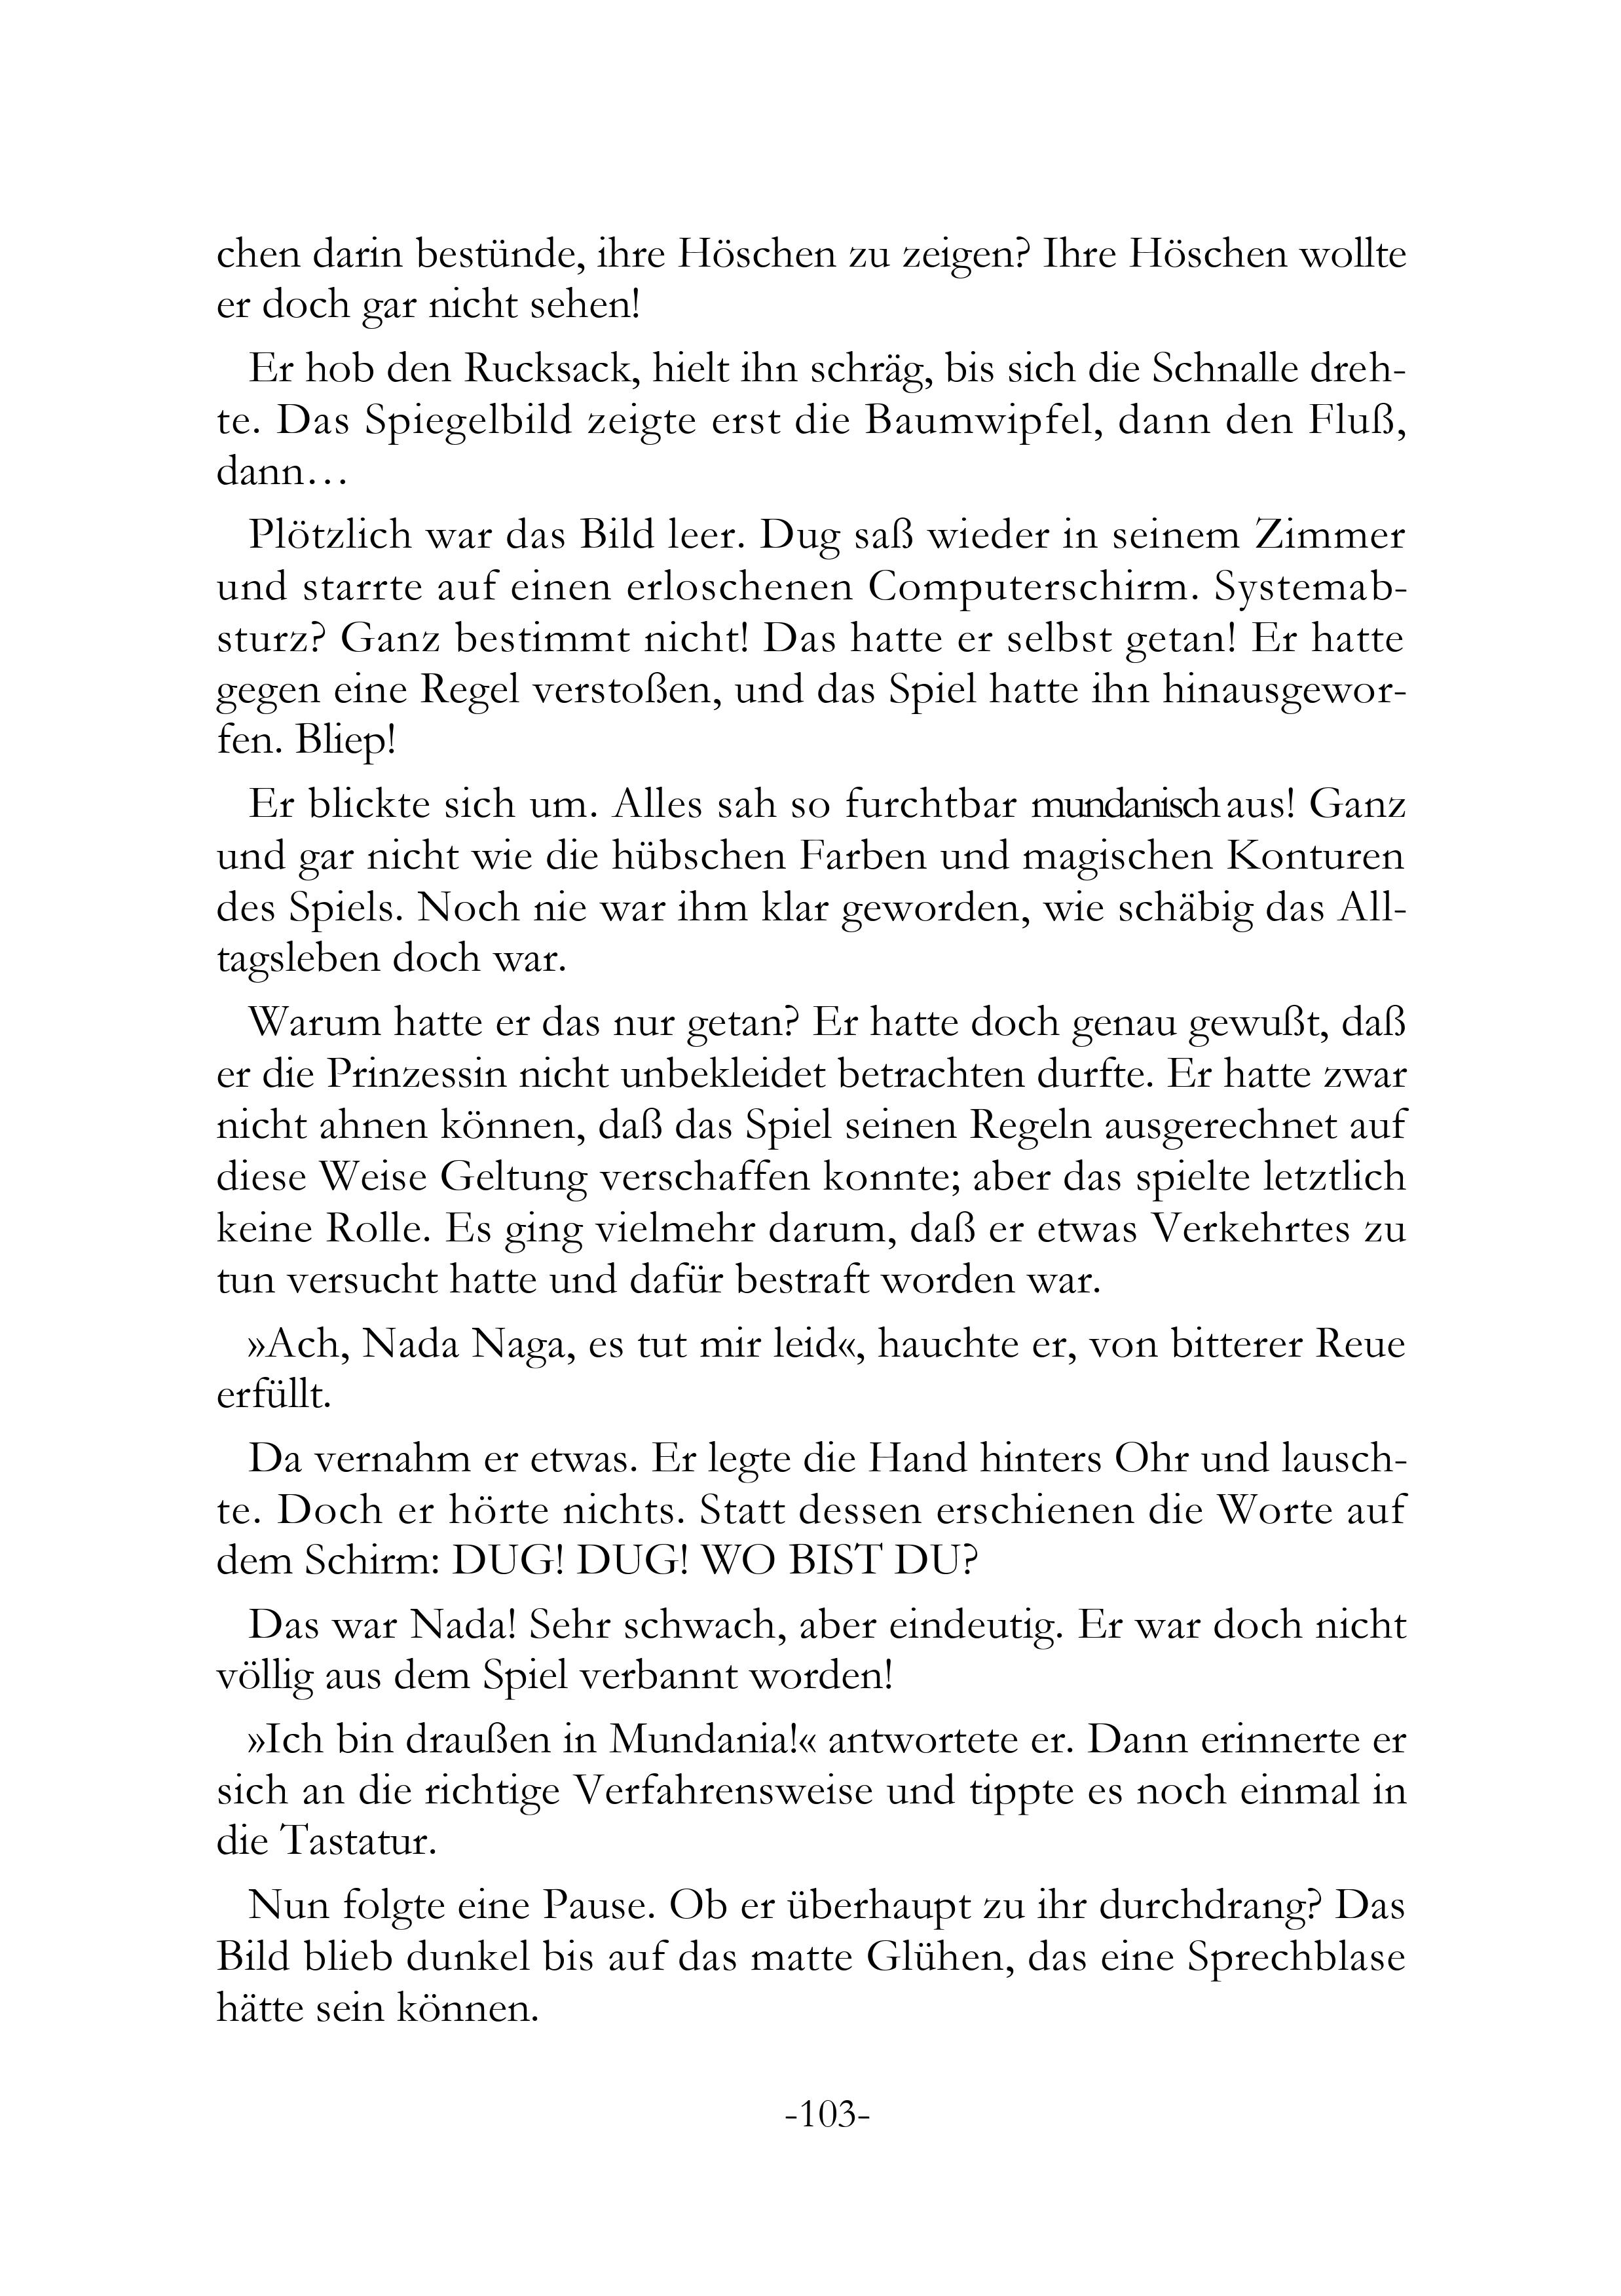 chen darin bestünde, ihre Höschen zu zeigen? Ihre Höschen wollte
er doch gar nicht sehen!
Er hob den Rucksack, hielt ihn schräg, bis sich die Schnalle dreh-
te. Das Spiegelbild zeigte erst die Baumwipfel, dann den Fluß,
dann…
Plötzlich war das Bild leer. Dug saß wieder in seinem Zimmer
und starrte auf einen erloschenen Computerschirm. Systemab-
sturz? Ganz bestimmt nicht! Das hatte er selbst getan! Er hatte
gegen eine Regel verstoßen, und das Spiel hatte ihn hinausgewor-
fen. Bliep!
Er blickte sich um. Alles sah so furchtbar mundanisch aus! Ganz
und gar nicht wie die hübschen Farben und magischen Konturen
des Spiels. Noch nie war ihm klar geworden, wie schäbig das All-
tagsleben doch war.
Warum hatte er das nur getan? Er hatte doch genau gewußt, daß
er die Prinzessin nicht unbekleidet betrachten durfte. Er hatte zwar
nicht ahnen können, daß das Spiel seinen Regeln ausgerechnet auf
diese Weise Geltung verschaffen konnte; aber das spielte letztlich
keine Rolle. Es ging vielmehr darum, daß er etwas Verkehrtes zu
tun versucht hatte und dafür bestraft worden war.
»Ach, Nada Naga, es tut mir leid«, hauchte er, von bitterer Reue
erfüllt.
Da vernahm er etwas. Er legte die Hand hinters Ohr und lausch-
te. Doch er hörte nichts. Statt dessen erschienen die Worte auf
dem Schirm: DUG! DUG! WO BIST DU?
Das war Nada! Sehr schwach, aber eindeutig. Er war doch nicht
völlig aus dem Spiel verbannt worden!
»Ich bin draußen in Mundania!« antwortete er. Dann erinnerte er
sich an die richtige Verfahrensweise und tippte es noch einmal in
die Tastatur.
Nun folgte eine Pause. Ob er überhaupt zu ihr durchdrang? Das
Bild blieb dunkel bis auf das matte Glühen, das eine Sprechblase
hätte sein können.
-103-